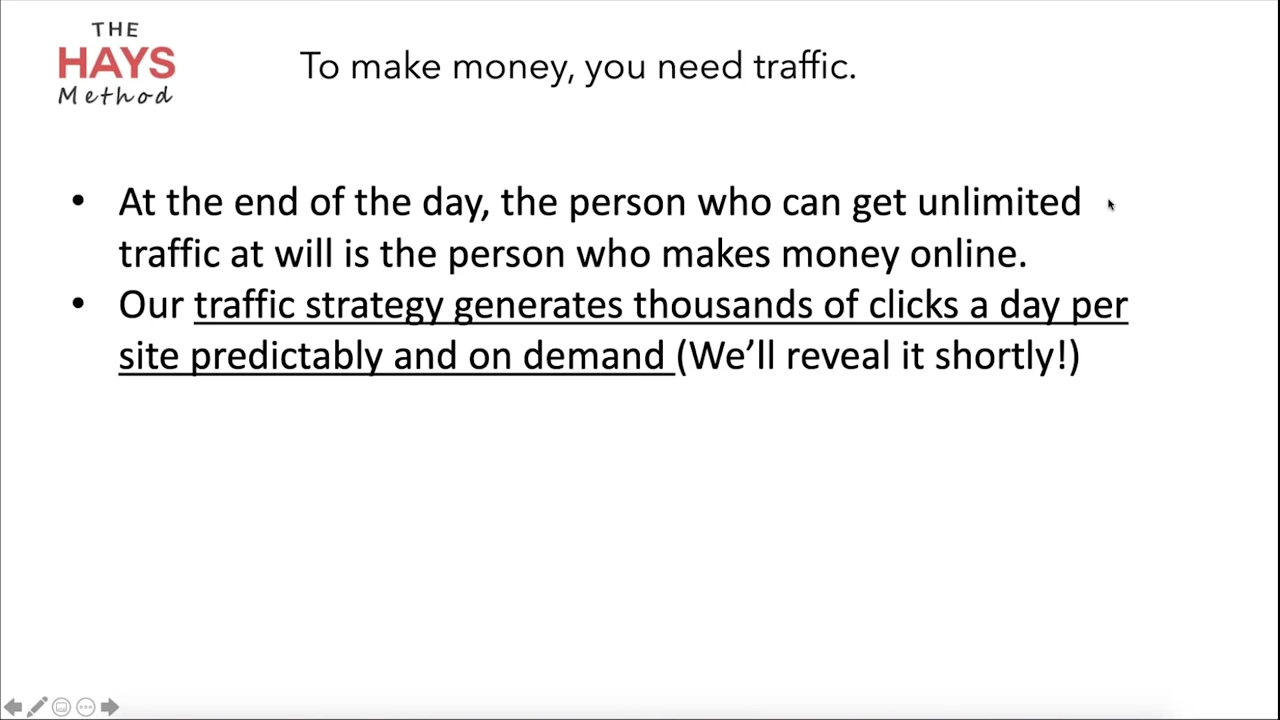 THE
HAYS
Method
To make money, you need traffic.
• At the end of the day, the person who can get unlimited
traffic at will is the person who makes money online.
• Our traffic strategy generates thousands of clicks a day per
site predictably and on demand (We’ll reveal it shortly!)